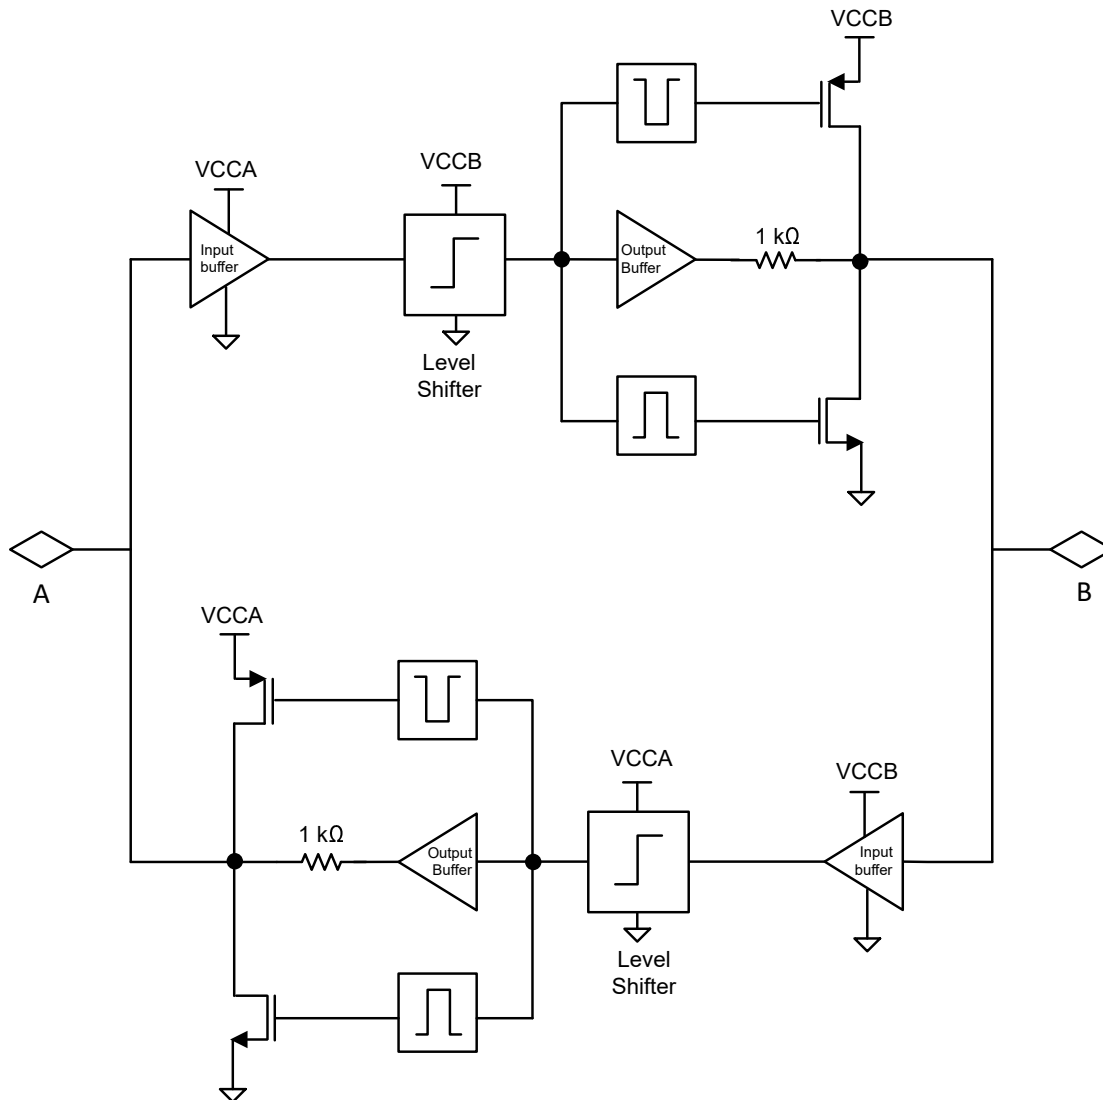 VCCB
VCCB
VCCA
Input
buffer
Output
Buffer
1 kΩ
Level
Shifter
A
B
VCCA
VCCA
VCCB
1 kΩ
Output
Buffer
Input
buffer
Level
Shifter